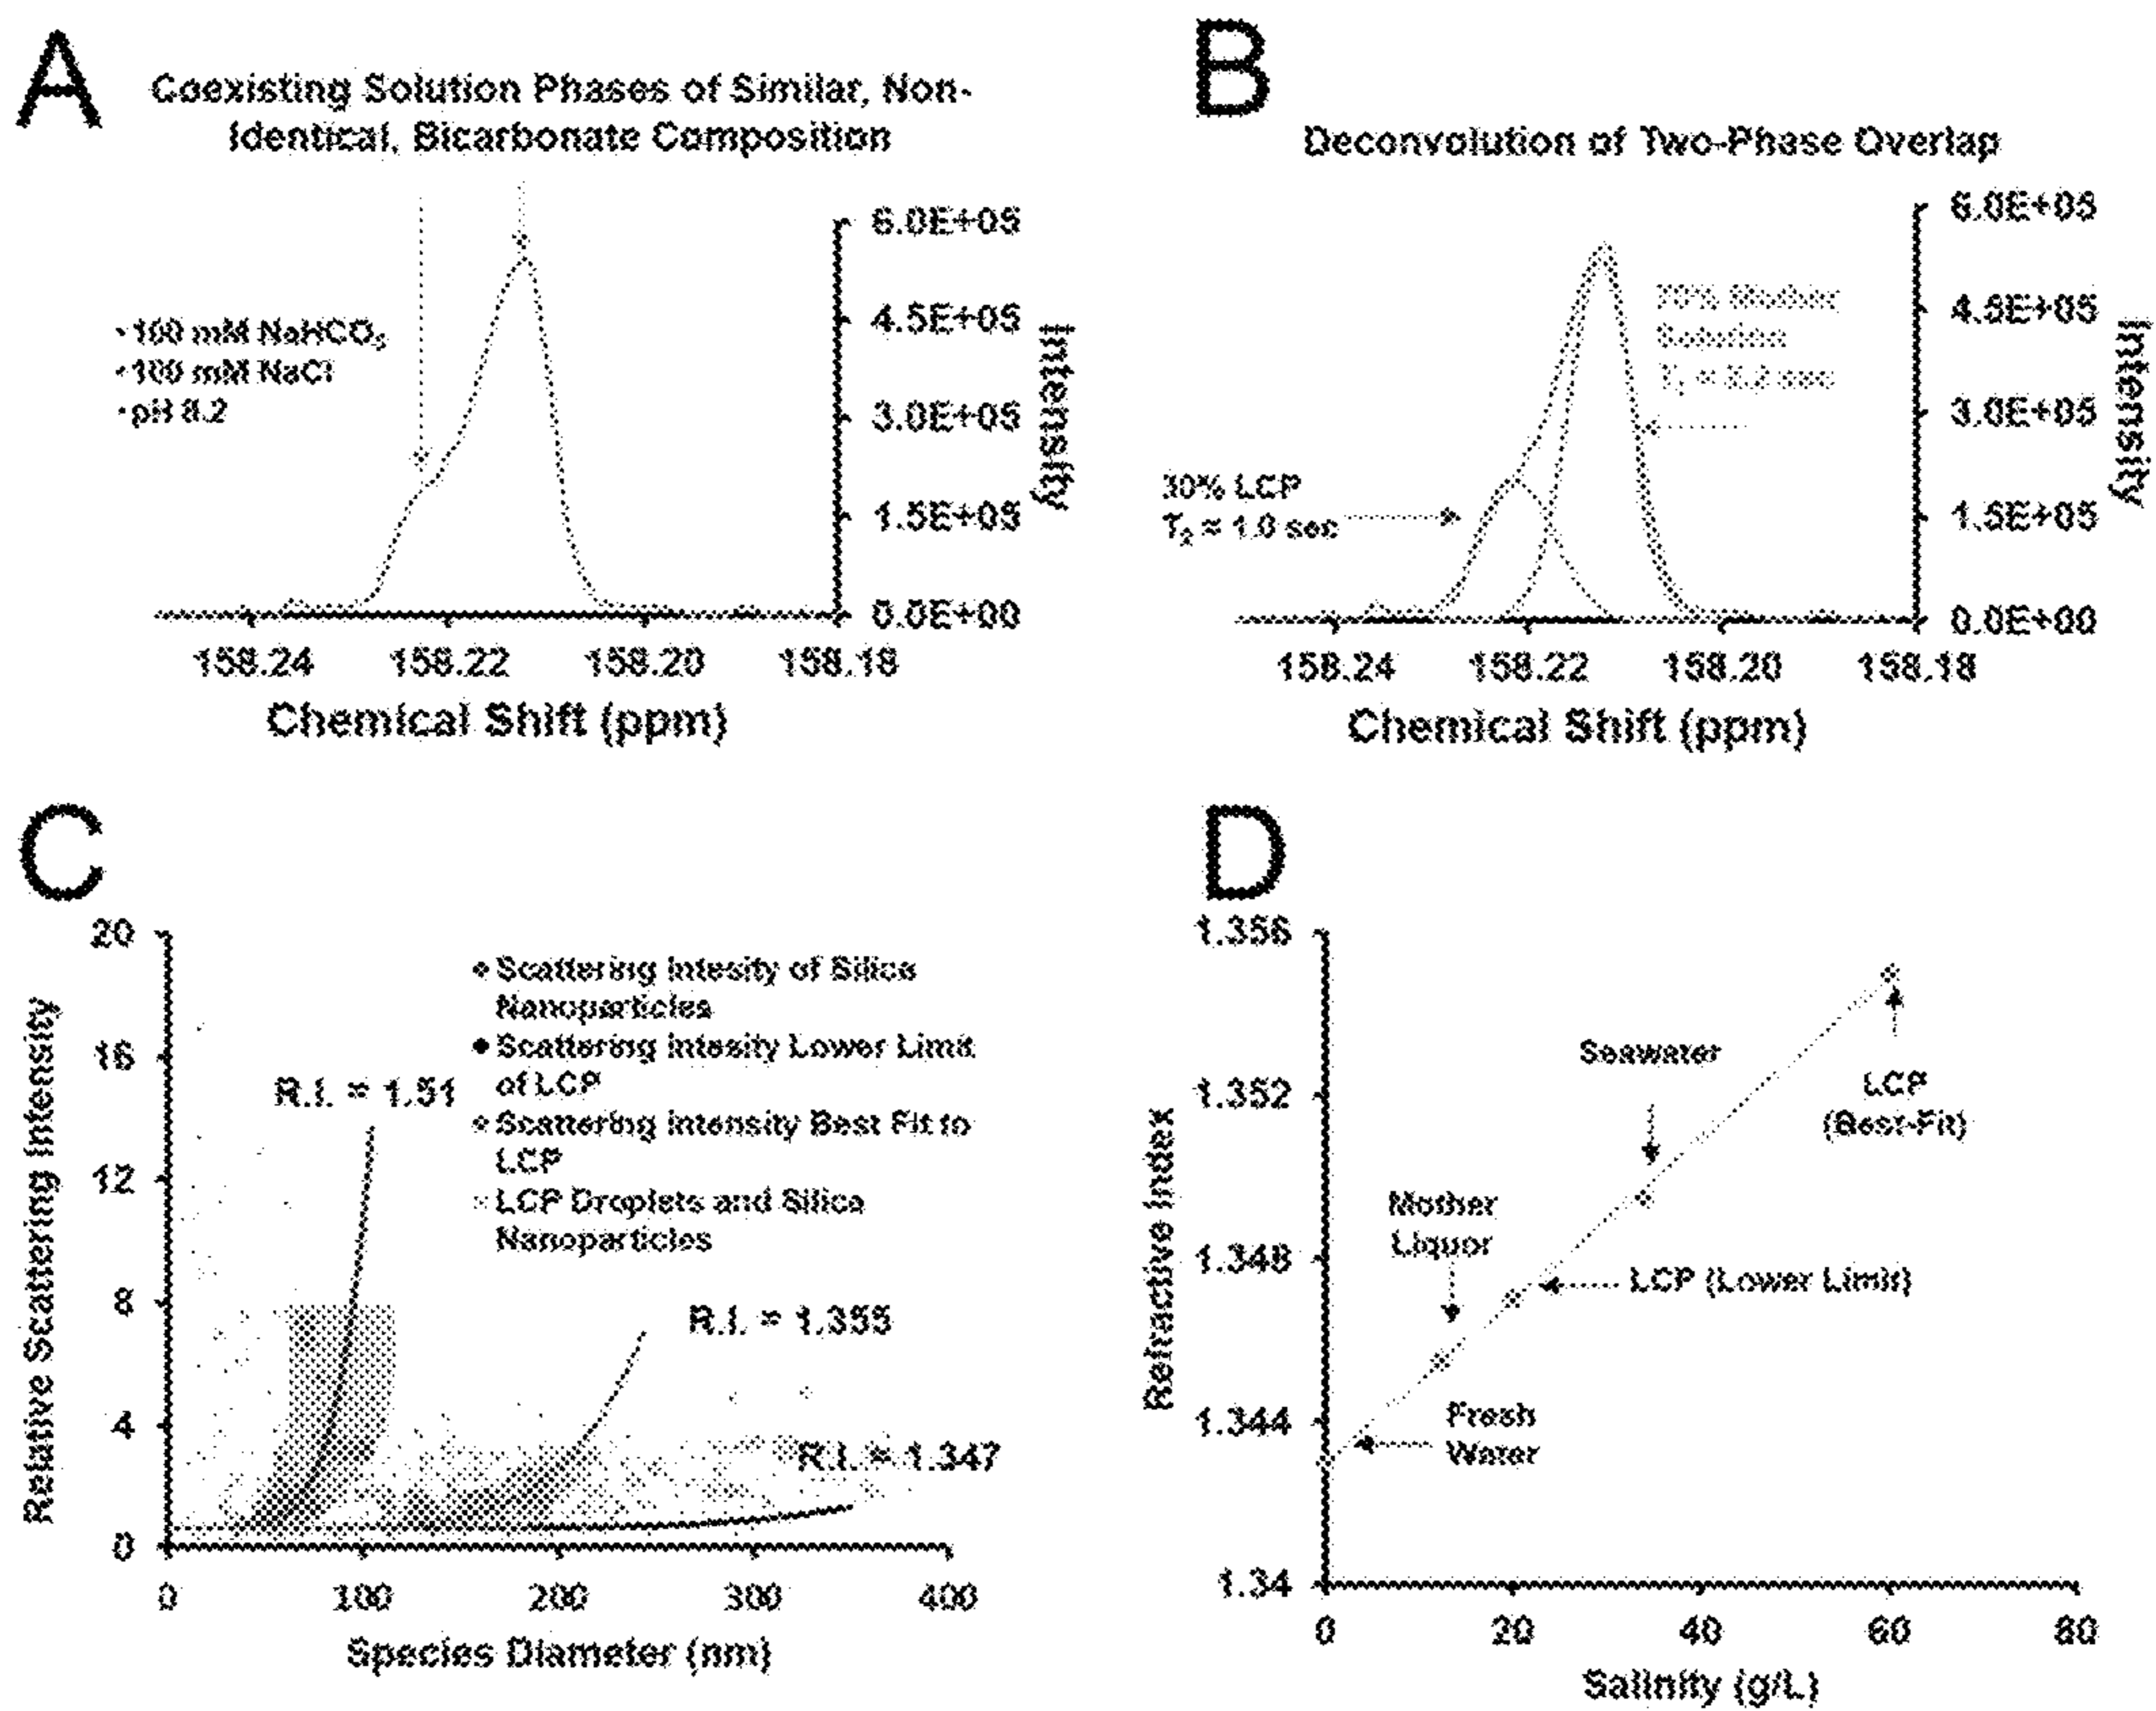 A
Coexisting Solution Phases of Similar, Non-
Identical, Bicarbonate Composition
6.0E+05
4.5E+05
3.0E+05
1.5E+05
0.0E+00
Intensity
•100 mM NaHCO₃
•100 mM NaCl
•pH 8.2
158.24
158.22
158.20
158.18
Chemical Shift (ppm)
B
Deconvolution of Two-Phase Overlap
6.0E+05
4.5E+05
3.0E+05
1.5E+05
0.0E+00
Intensity
70% Mother
Solution
30% LCP
T₂ = 1.0 sec
158.24
158.22
158.20
158.18
Chemical Shift (ppm)
C
20
16
12
8
4
0
Relative Scattering Intensity
Scattering Intesity of Silica
Nanoparticles
Scattering Intesity Lower Limit
of LCP
Scattering Intensity Best Fit to
LCP
LCP Droplets and Silica
Nanoparticles
R.I. = 1.51
R.I. = 1.355
R.I. = 1.347
0
100
200
300
400
Species Diameter (nm)
D
1.356
1.352
1.348
1.344
1.34
Refractive Index
Seawater
LCP
(Best-Fit)
Mother
Liquor
LCP (Lower Limit)
Fresh
Water
0
20
40
60
80
Salinity (g/L)